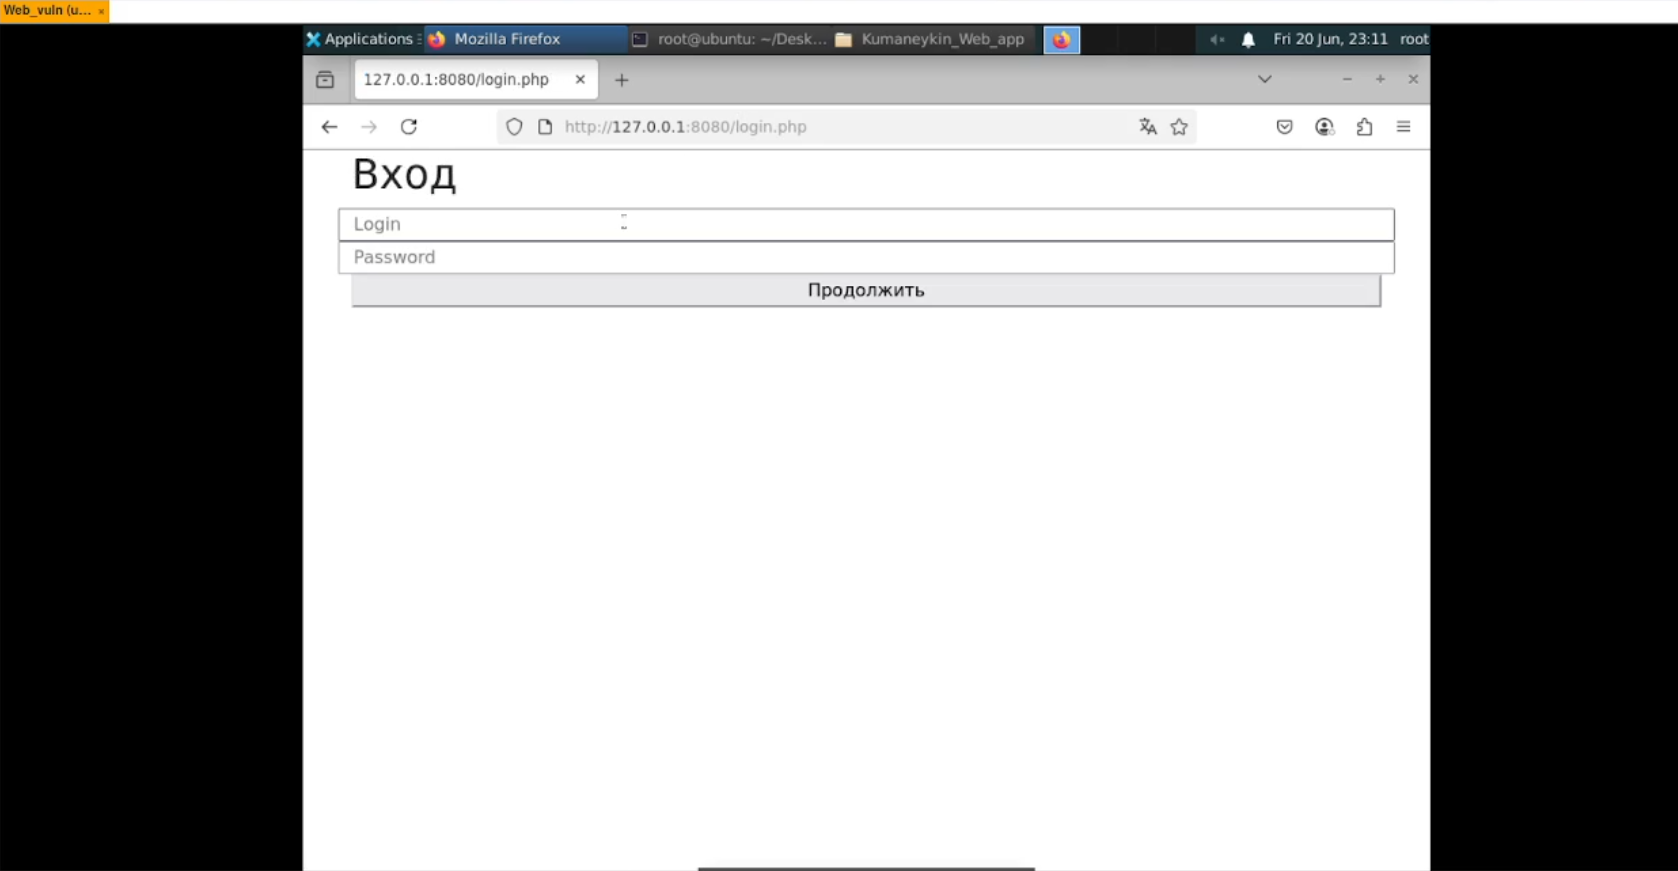 Web_vuln (u... ×
Applications Mozilla Firefox root@ubuntu: ~/Desk... Kumaneykin_Web_app Fri 20 Jun, 23:11 root
127.0.0.1:8080/login.php
http://127.0.0.1:8080/login.php
Вход
Login
Password
Продолжить